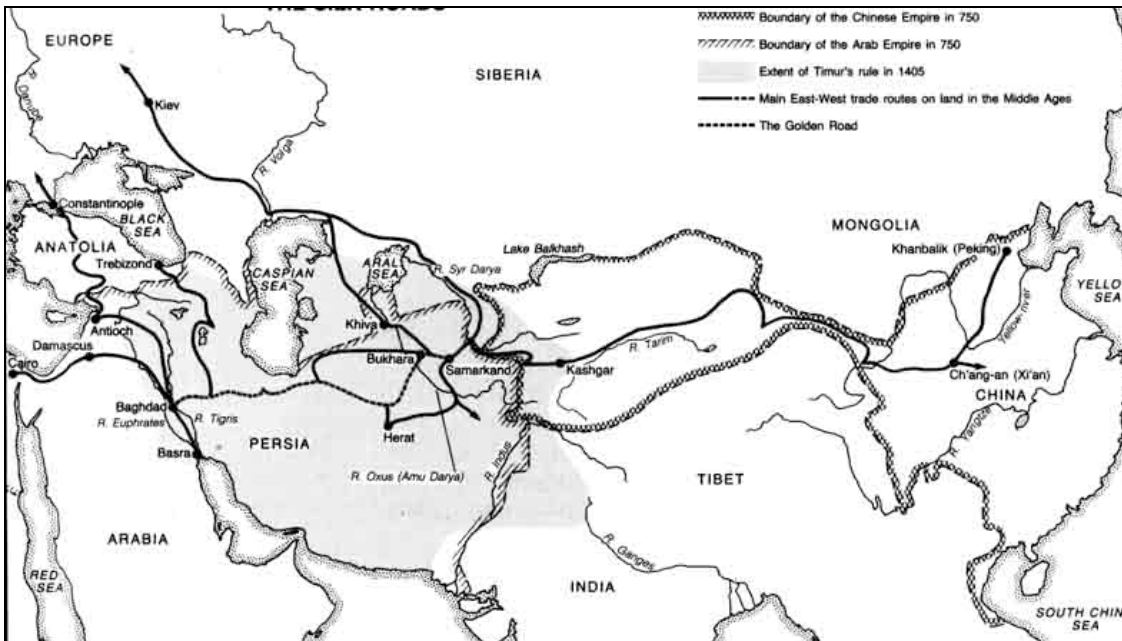 THE SILK ROADS
Boundary of the Chinese Empire in 750
Boundary of the Arab Empire in 750
Extent of Timur's rule in 1405
Main East-West trade routes on land in the Middle Ages
The Golden Road
EUROPE
SIBERIA
R. Danube
Kiev
R. Volga
Constantinople
BLACK
SEA
ANATOLIA
Trebizond
CASPIAN
SEA
ARAL
SEA
R. Syr Darya
Lake Balkhash
MONGOLIA
Khanbalik (Peking)
YELLOW
SEA
Yellow river
Antioch
Damascus
Cairo
Khiva
Bukhara
Samarkand
Kashgar
R. Tarim
Ch'ang-an (Xi'an)
CHINA
Baghdad
R. Euphrates
R. Tigris
PERSIA
Herat
Basra
R. Oxus (Amu Darya)
R. Indus
TIBET
R. Yangtze
ARABIA
R. Ganges
INDIA
RED
SEA
SOUTH CHIN
SEA